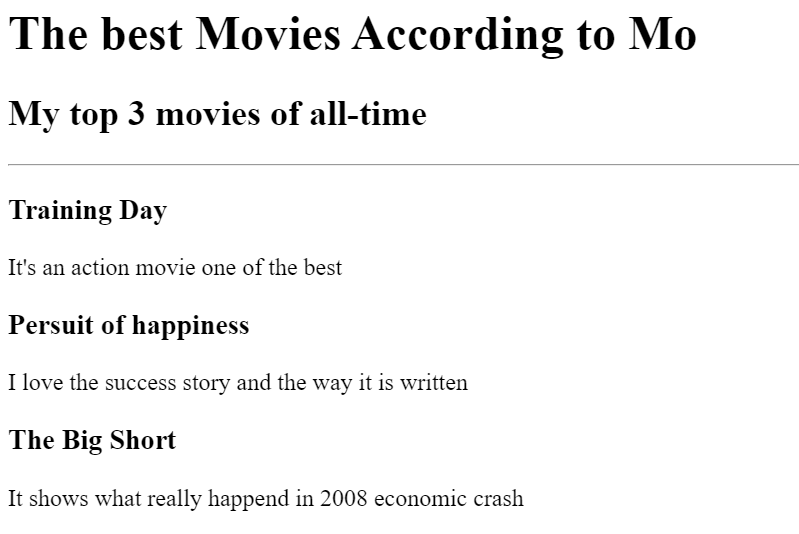 The best Movies According to Mo
My top 3 movies of all-time
Training Day
It's an action movie one of the best
Persuit of happiness
I love the success story and the way it is written
The Big Short
It shows what really happend in 2008 economic crash